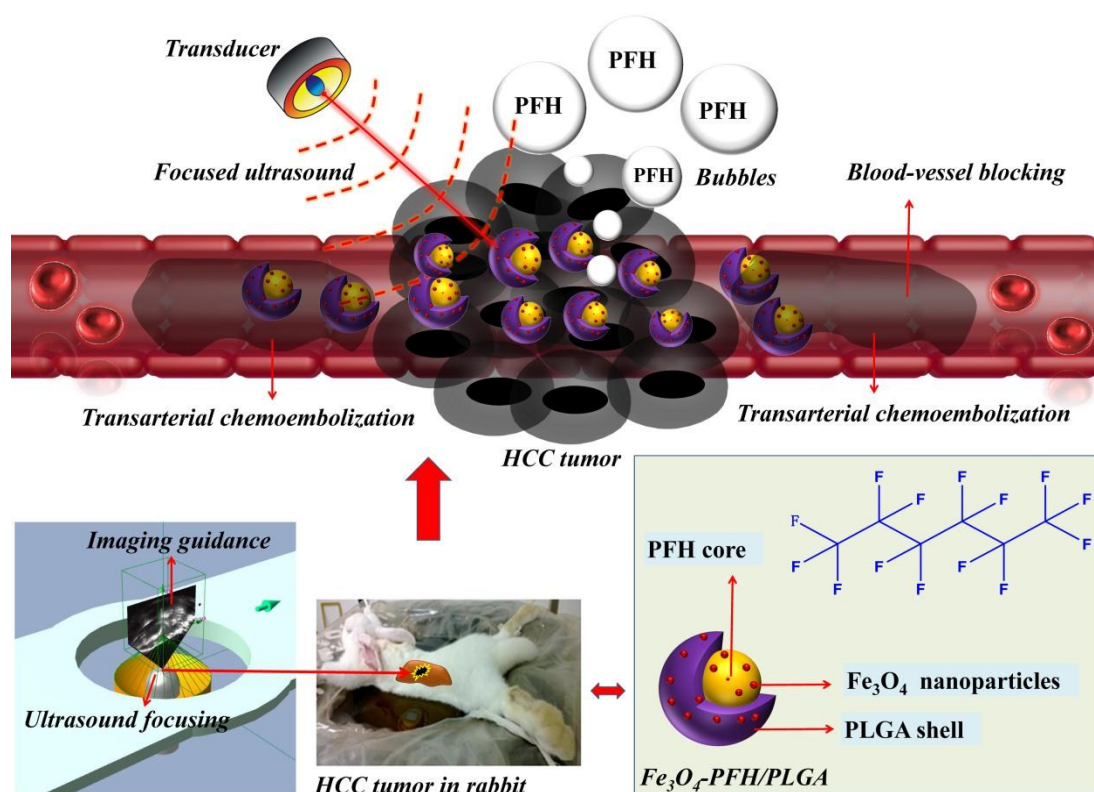 Transducer
PFH
PFH
PFH
PFH
Focused ultrasound
Bubbles
Blood-vessel blocking
Transarterial chemoembolization
Transarterial chemoembolization
HCC tumor
Imaging guidance
Ultrasound focusing
HCC tumor in rabbit
F F F F F F
F F
PFH core
F F F F F F
Fe₃O₄ nanoparticles
PLGA shell
Fe₃O₄-PFH/PLGA